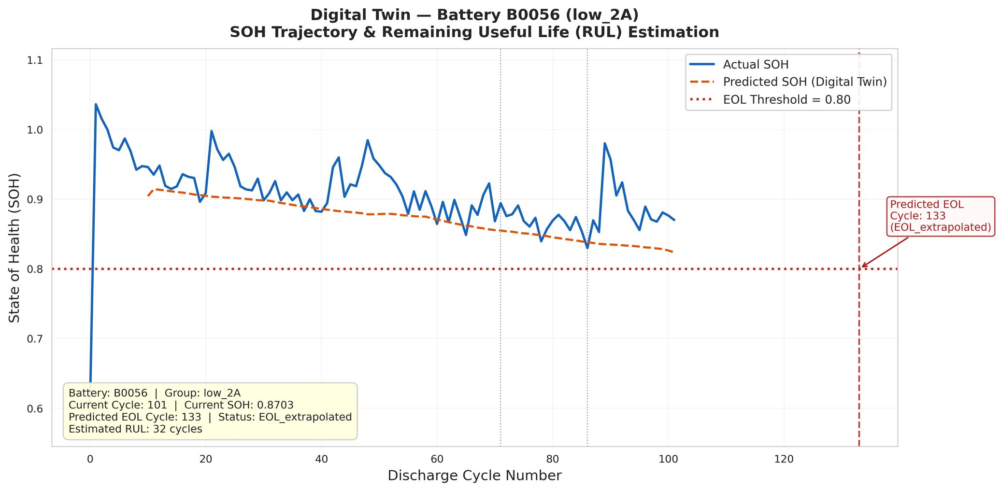 Digital Twin — Battery B0056 (low_2A)
SOH Trajectory & Remaining Useful Life (RUL) Estimation
Actual SOH
Predicted SOH (Digital Twin)
EOL Threshold = 0.80
1.1
1.0
0.9
0.8
0.7
0.6
State of Health (SOH)
Predicted EOL
Cycle: 133
(EOL_extrapolated)
Battery: B0056 | Group: low_2A
Current Cycle: 101 | Current SOH: 0.8703
Predicted EOL Cycle: 133 | Status: EOL_extrapolated
Estimated RUL: 32 cycles
0
20
40
60
80
100
120
Discharge Cycle Number